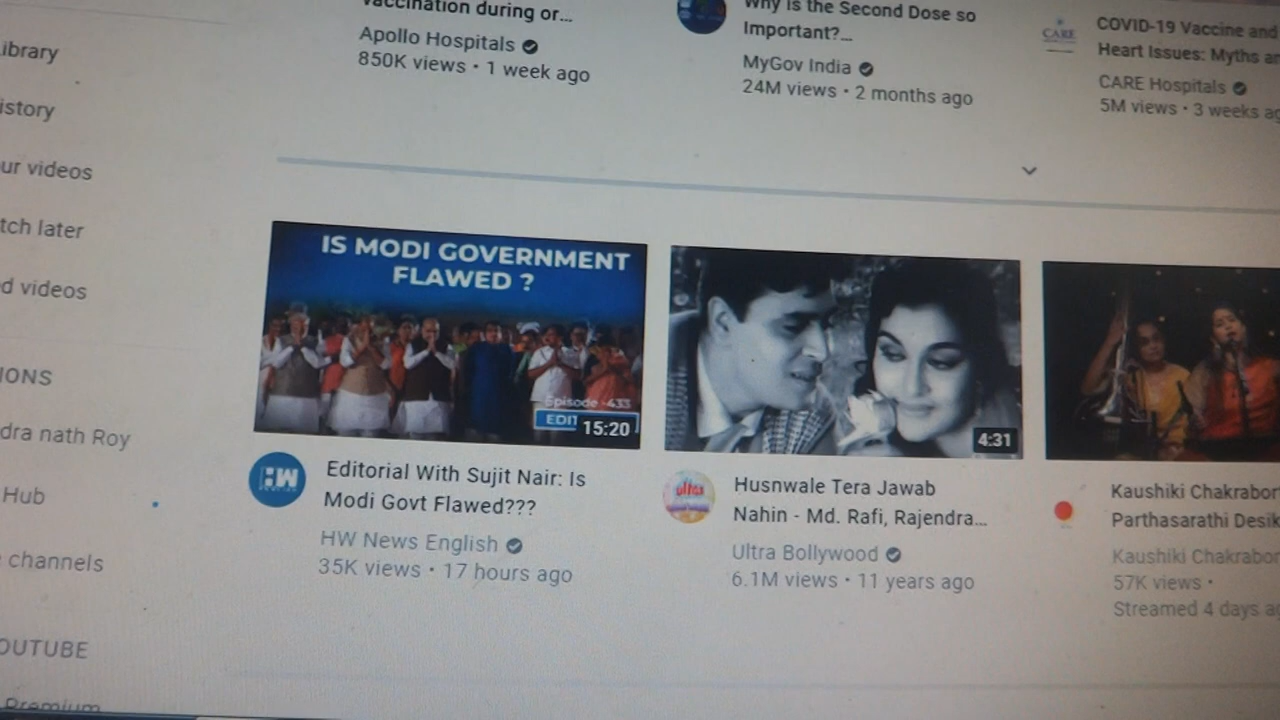 ibrary
istory
ur videos
tch later
d videos
IONS
dra nath Roy
Hub
channels
OUTUBE
Premium
vaccination during or...
Apollo Hospitals
850K views • 1 week ago
Why is the Second Dose so
Important?...
MyGov India
24M views • 2 months ago
CARE
COVID-19 Vaccine and
Heart Issues: Myths a
CARE Hospitals
5M views • 3 weeks ag
IS MODI GOVERNMENT
FLAWED ?
Episode -433
EDIT
15:20
HW
Editorial With Sujit Nair: Is
Modi Govt Flawed???
HW News English
35K views • 17 hours ago
4:31
ultra
Husnwale Tera Jawab
Nahin - Md. Rafi, Rajendra...
Ultra Bollywood
6.1M views • 11 years ago
Kaushiki Chakrabor
Parthasarathi Desik
Kaushiki Chakrabor
57K views •
Streamed 4 days a